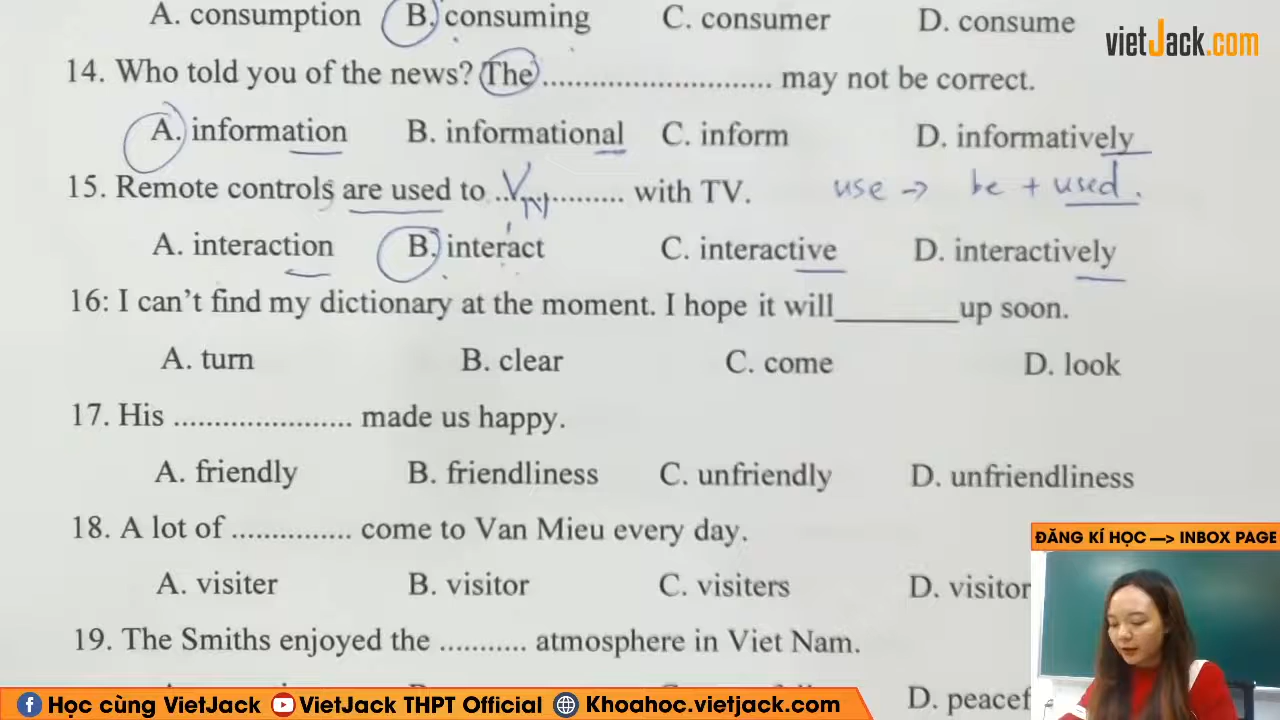 A. consumption B. consuming C. consumer D. consume
vietJack.com
14. Who told you of the news? The ............................ may not be correct.
A. information B. informational C. inform D. informatively
15. Remote controls are used to ..V............ with TV. use → be + used.
A. interaction B. interact C. interactive D. interactively
16: I can't find my dictionary at the moment. I hope it will________up soon.
A. turn B. clear C. come D. look
17. His ...................... made us happy.
A. friendly B. friendliness C. unfriendly D. unfriendliness
18. A lot of ............... come to Van Mieu every day.
ĐĂNG KÍ HỌC —> INBOX PAGE
A. visiter B. visitor C. visiters D. visitor
19. The Smiths enjoyed the ........... atmosphere in Viet Nam.
D. peacef
Học cùng VietJack VietJack THPT Official Khoahoc.vietjack.com